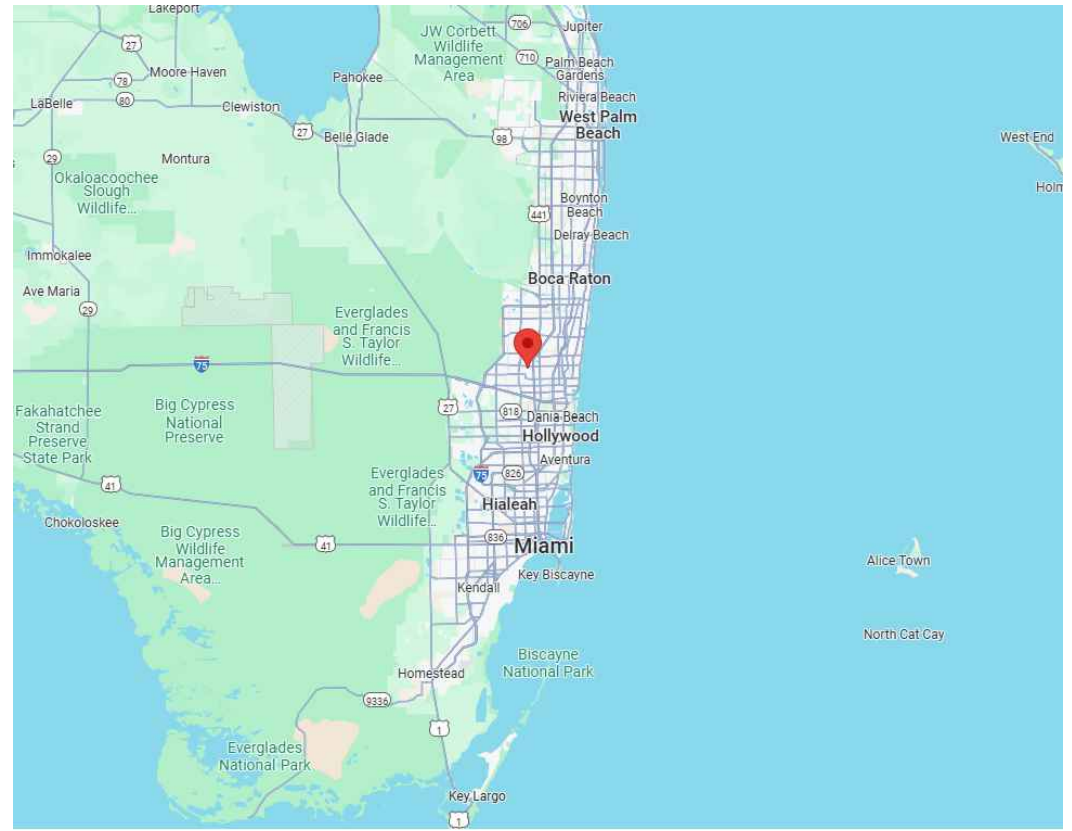 Lakeport
706
Jupiter
JW Corbett
Wildlife
Management
Area
27
710
Palm Beach
Gardens
Moore Haven
Pahokee
78
Riviera Beach
LaBelle
80
Clewiston
West Palm
Beach
27
Belle Glade
98
West End
29
Montura
Okaloacoochee
Slough
Wildlife...
Holm
Boynton
Beach
441
Delray Beach
Immokalee
Boca Raton
Ave Maria
29
Everglades
and Francis
S. Taylor
Wildlife...
75
Big Cypress
National
Preserve
27
818
Dania Beach
Fakahatchee
Strand
Preserve
State Park
Hollywood
Aventura
Everglades
and Francis
S. Taylor
Wildlife...
75
826
41
Hialeah
Chokoloskee
Big Cypress
Wildlife
Management
Area...
41
836
Miami
Alice Town
Key Biscayne
Kendall
North Cat Cay
Biscayne
National Park
Homestead
9336
1
Everglades
National Park
Key Largo
1